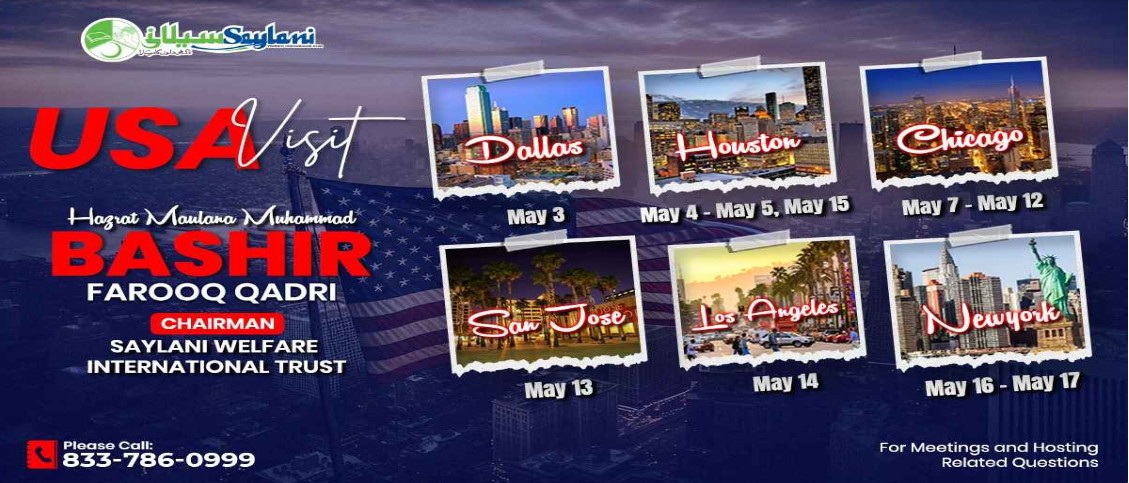 سیلانی Saylani
USA Visit
Hazrat Maulana Muhammad
BASHIR
FAROOQ QADRI
CHAIRMAN
SAYLANI WELFARE
INTERNATIONAL TRUST
Please Call:
833-786-0999
Dallas
May 3
Houston
May 4 - May 5, May 15
Chicago
May 7 - May 12
San Jose
May 13
Los Angeles
May 14
Newyork
May 16 - May 17
For Meetings and Hosting
Related Questions